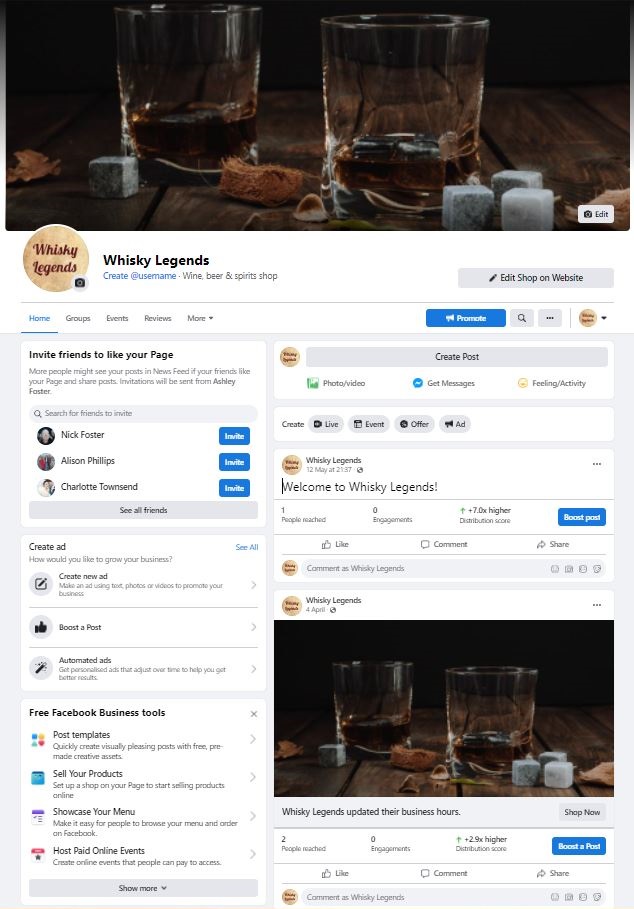 Edit
Whisky
Legends
Whisky Legends
Create @username · Wine, beer & spirits shop
Edit Shop on Website
Home
Groups
Events
Reviews
More
Promote
Invite friends to like your Page
More people might see your posts in News Feed if your friends like
your Page and share posts. Invitations will be sent from Ashley
Foster.
Search for friends to invite
Nick Foster
Invite
Alison Phillips
Invite
Charlotte Townsend
Invite
See all friends
Create ad
See All
How would you like to grow your business?
Create new ad
Make an ad using text, photos or videos to promote your
business
Boost a Post
Automated ads
Get personalised ads that adjust over time to help you get
better results.
Free Facebook Business tools
Post templates
Quickly create visually pleasing posts with free, pre-
made creative assets.
Sell Your Products
Set up a shop on your Page to start selling products
online
Showcase Your Menu
Make it easy for people to browse your menu and order
on Facebook.
Host Paid Online Events
Create online events that people can pay to access.
Show more
Create Post
Photo/video
Get Messages
Feeling/Activity
Create
Live
Event
Offer
Ad
Whisky Legends
12 May at 21:37 ·
Welcome to Whisky Legends!
1
People reached
0
Engagements
+7.0x higher
Distribution score
Boost post
Like
Comment
Share
Comment as Whisky Legends
Whisky Legends
4 April ·
Whisky Legends updated their business hours.
Shop Now
2
People reached
0
Engagements
+2.9x higher
Distribution score
Boost a Post
Like
Comment
Share
Comment as Whisky Legends